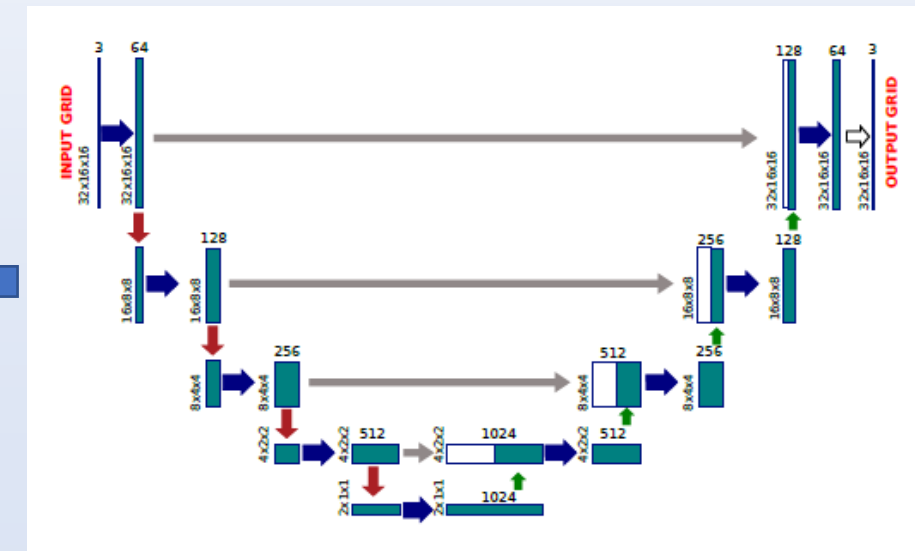 3
64
128
64
3
INPUT GRID
32x16x16
32x16x16
32x16x16
32x16x16
32x16x16
OUTPUT GRID
128
256
128
16x8x8
16x8x8
16x8x8
16x8x8
256
512
256
8x4x4
8x4x4
8x4x4
8x4x4
512
1024
512
4x2x2
4x2x2
4x2x2
1024
2x1x1
2x1x1